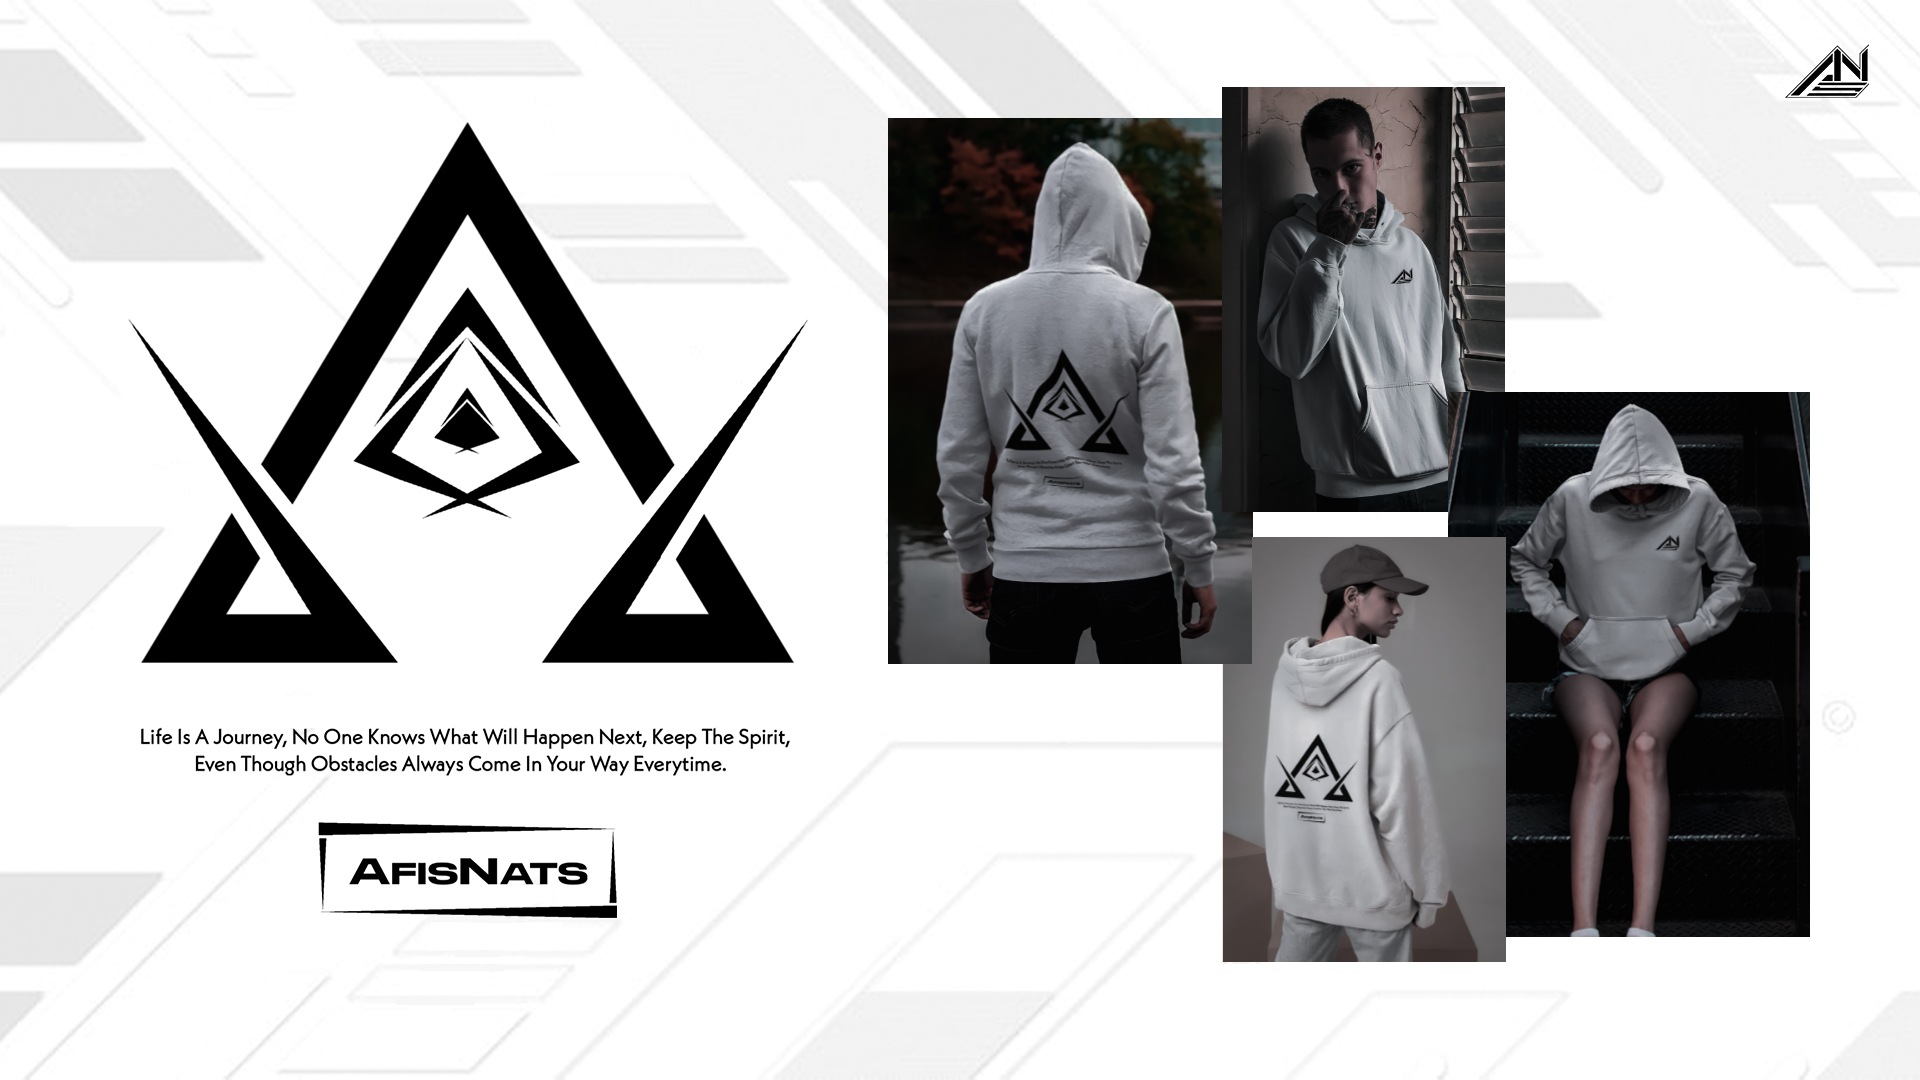 Life Is A Journey, No One Knows What Will Happen Next, Keep The Spirit,
Even Though Obstacles Always Come In Your Way Everytime.
AFISNATS
AN